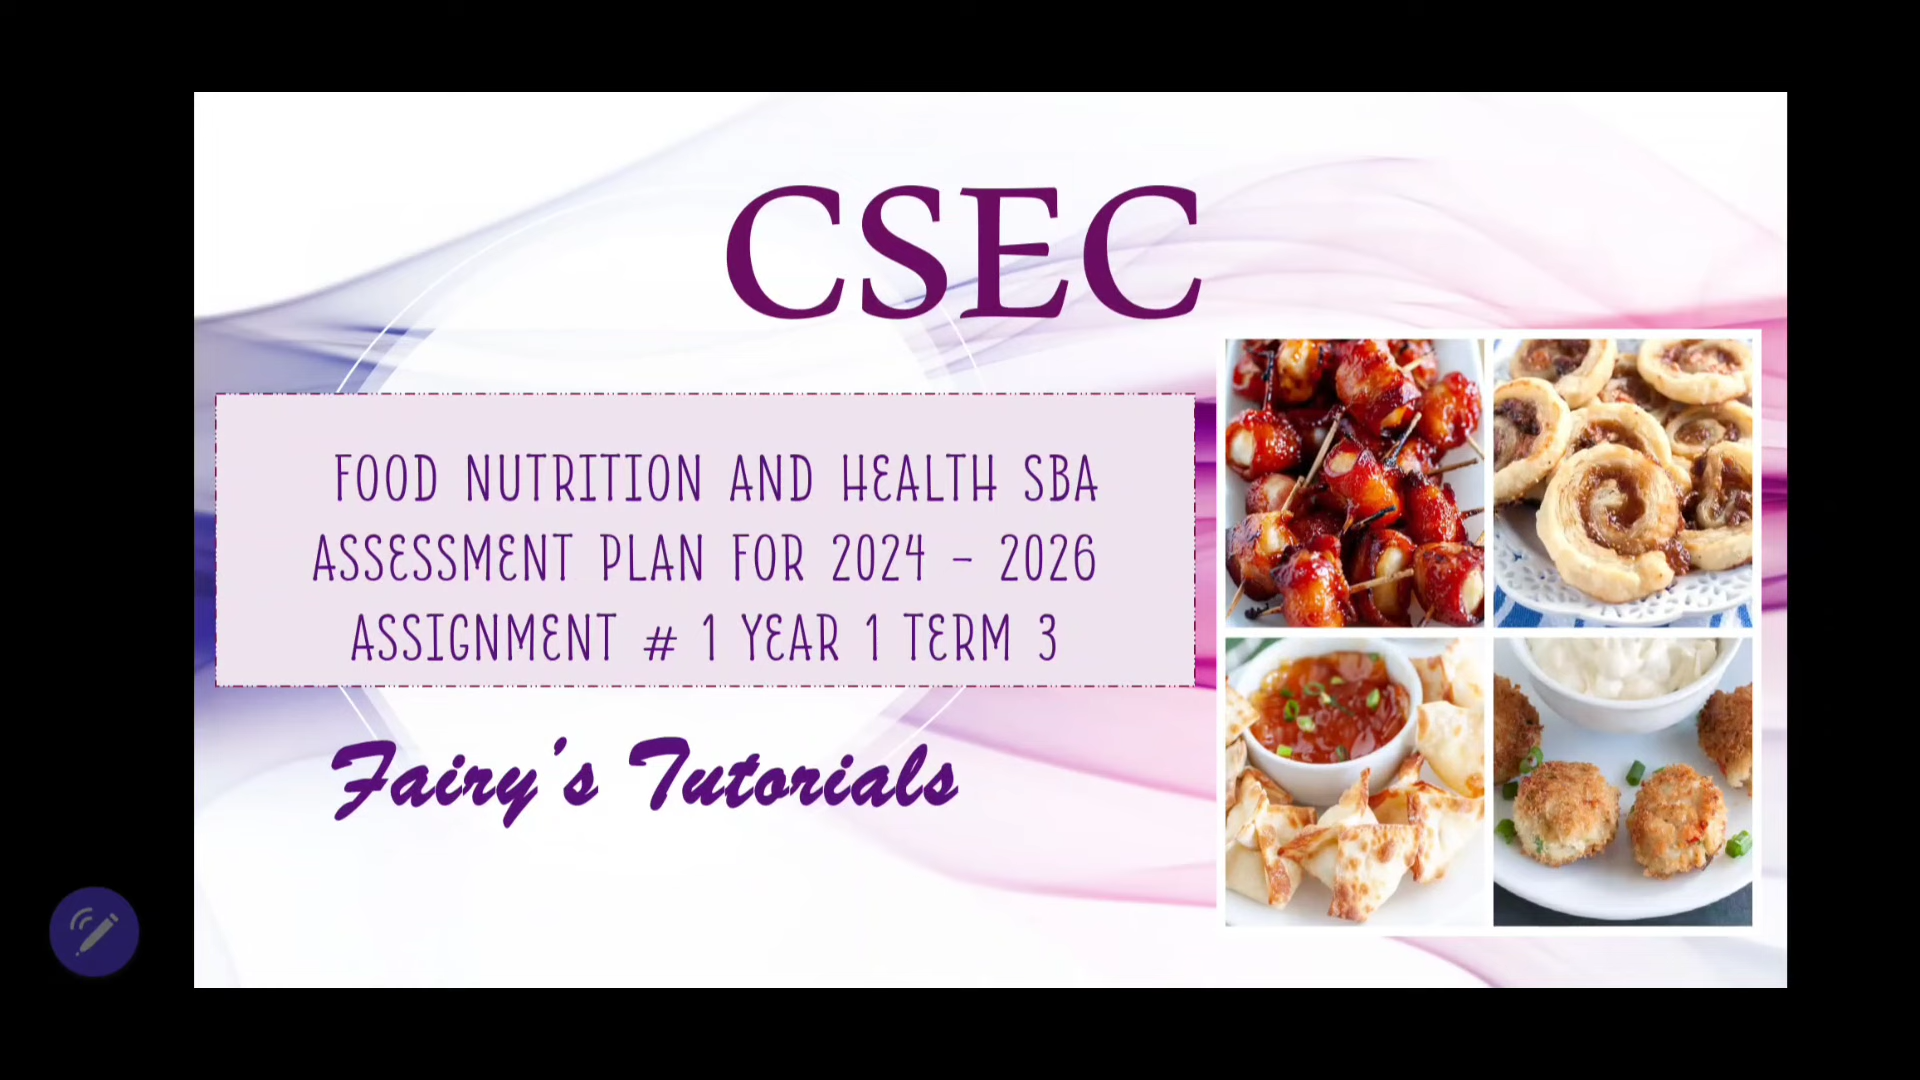 CSEC
FOOD NUTRITION AND HEALTH SBA
ASSESSMENT PLAN FOR 2024 - 2026
ASSIGNMENT # 1 YEAR 1 TERM 3
Fairy's Tutorials